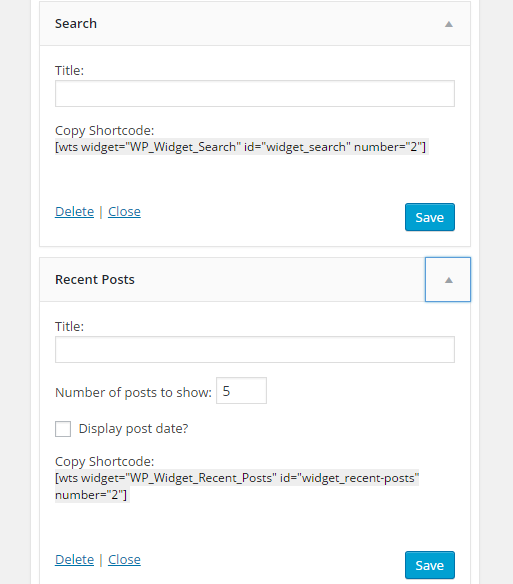 Search
Title:
Copy Shortcode:
[wts widget="WP_Widget_Search" id="widget_search" number="2"]
Delete | Close
Save
Recent Posts
Title:
Number of posts to show: 5
Display post date?
Copy Shortcode:
[wts widget="WP_Widget_Recent_Posts" id="widget_recent-posts"
number="2"]
Delete | Close
Save